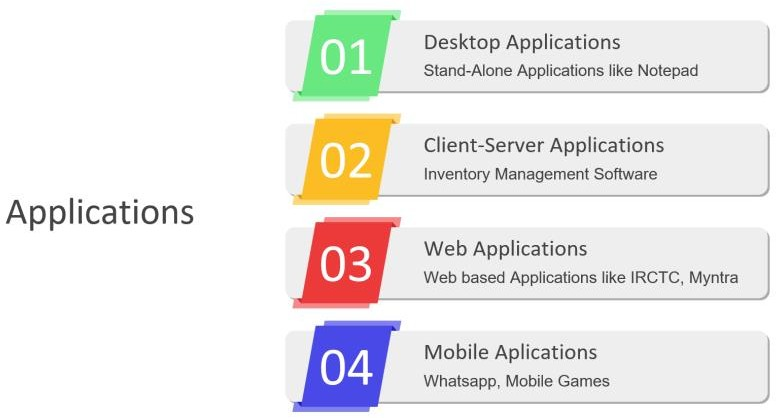 Applications
01
Desktop Applications
Stand-Alone Applications like Notepad
02
Client-Server Applications
Inventory Management Software
03
Web Applications
Web based Applications like IRCTC, Myntra
04
Mobile Aplications
Whatsapp, Mobile Games